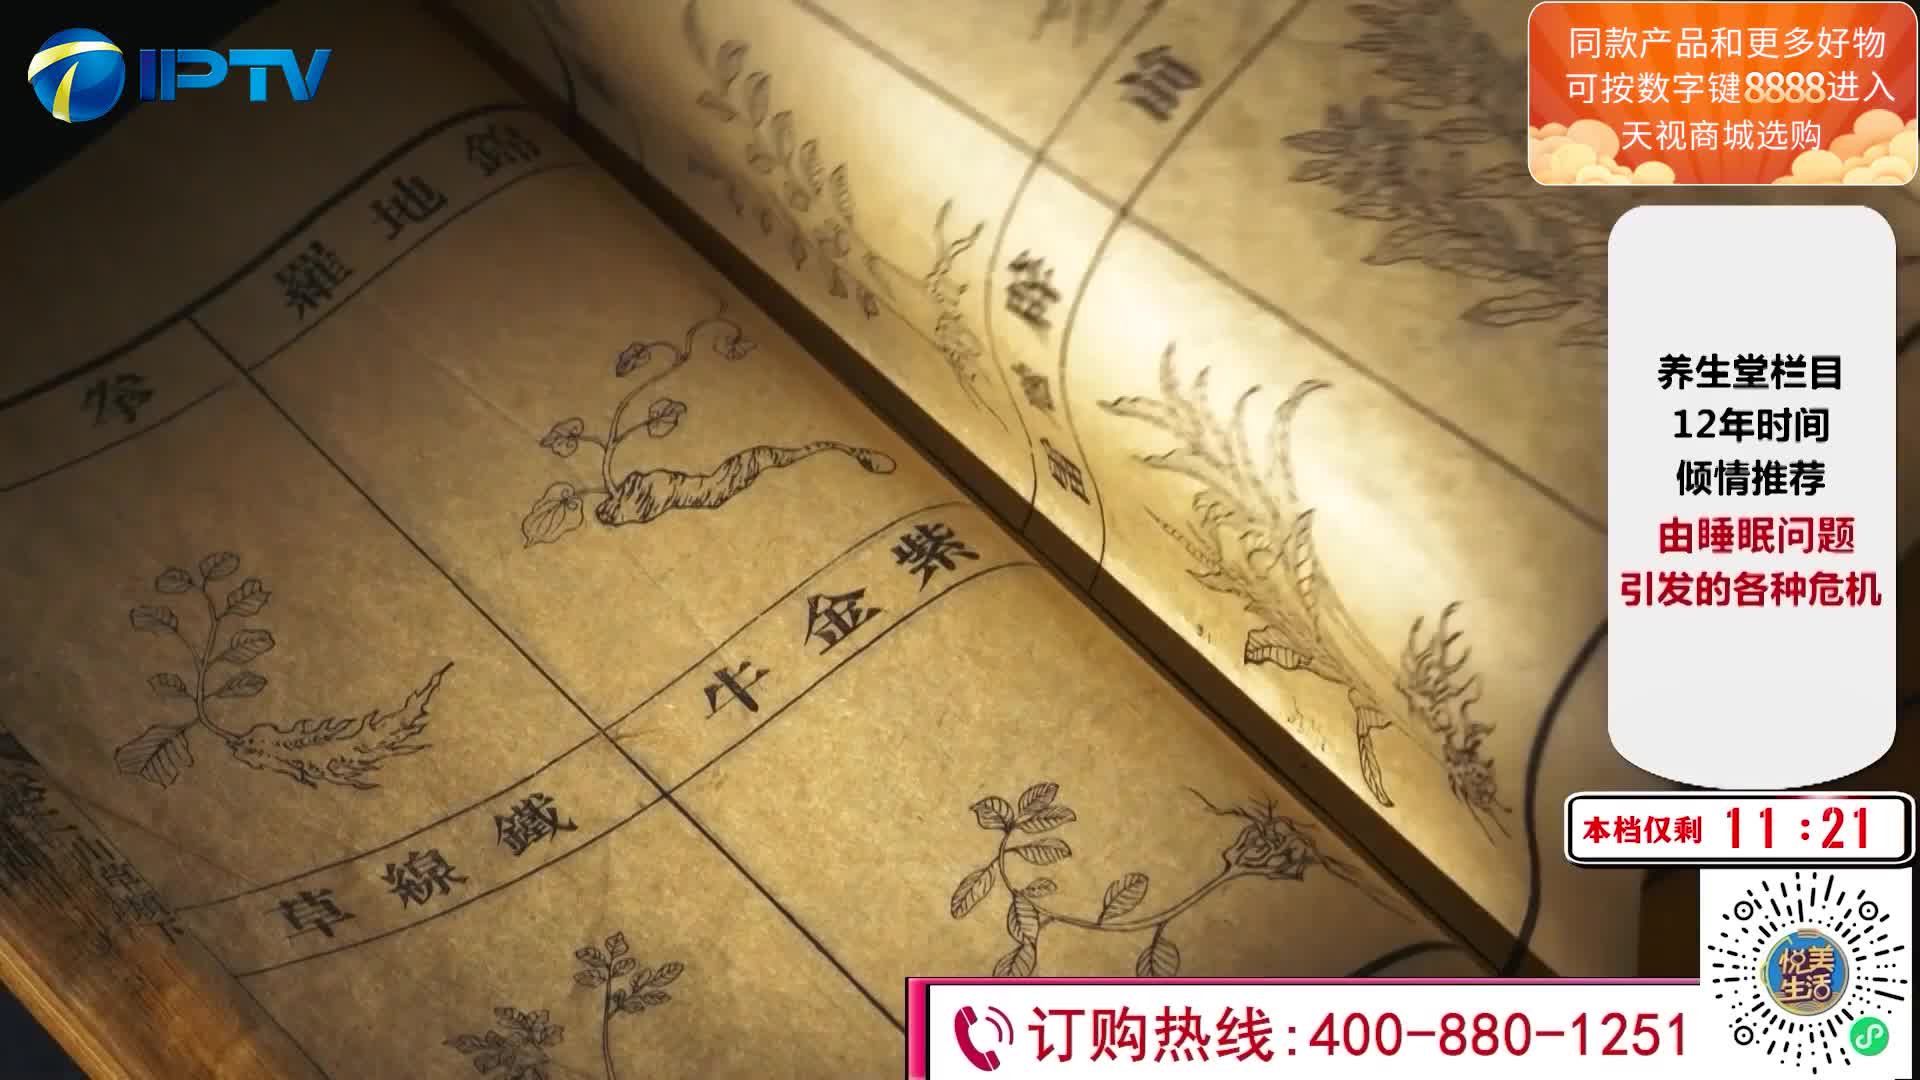 IPTV
同款产品和更多好物
可按数字键8888进入
天视商城选购
錦地羅
参
紫金牛
鐵線草
养生堂栏目
12年时间
倾情推荐
由睡眠问题
引发的各种危机
本档仅剩 11:21
悦美
生活
订购热线:400-880-1251